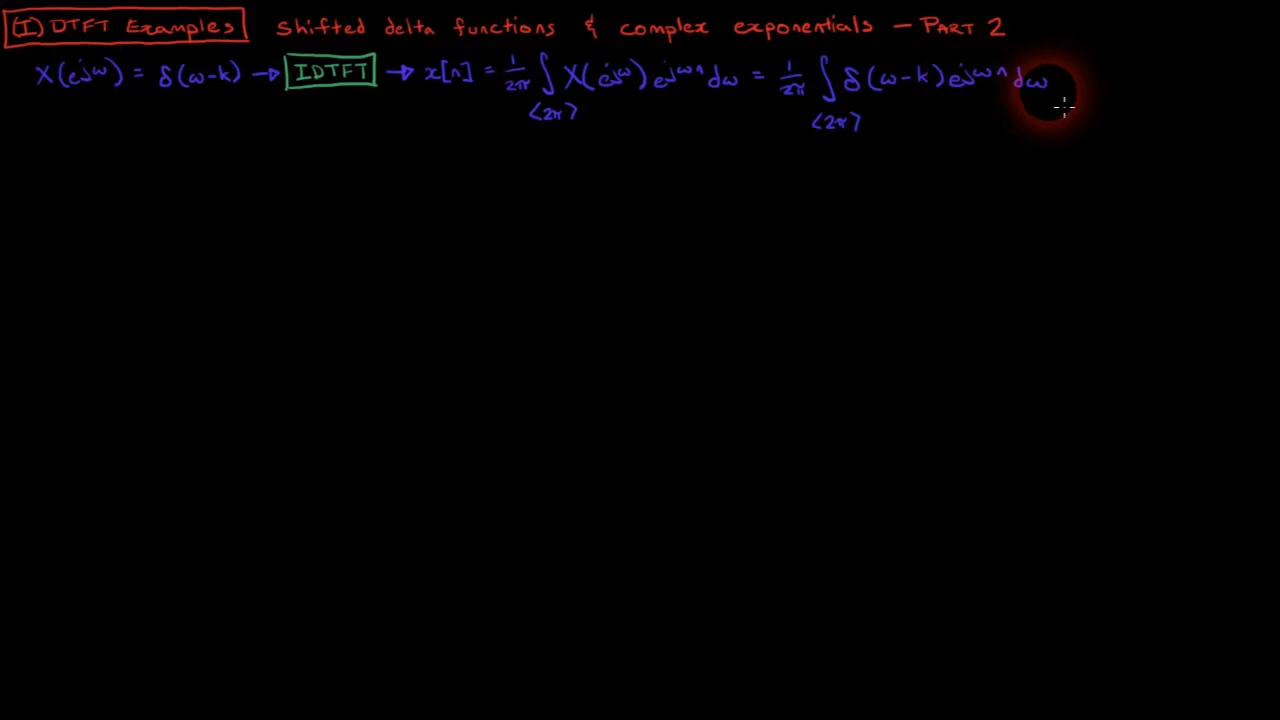 (I) DTFT Examples shifted delta functions & complex exponentials – PART 2
X(e^jω) = δ(ω-k) → IDTFT → x[n] = 1/2π ∫<2π> X(e^jω) e^jωn dω = 1/2π ∫<2π> δ(ω-k) e^jωn dω